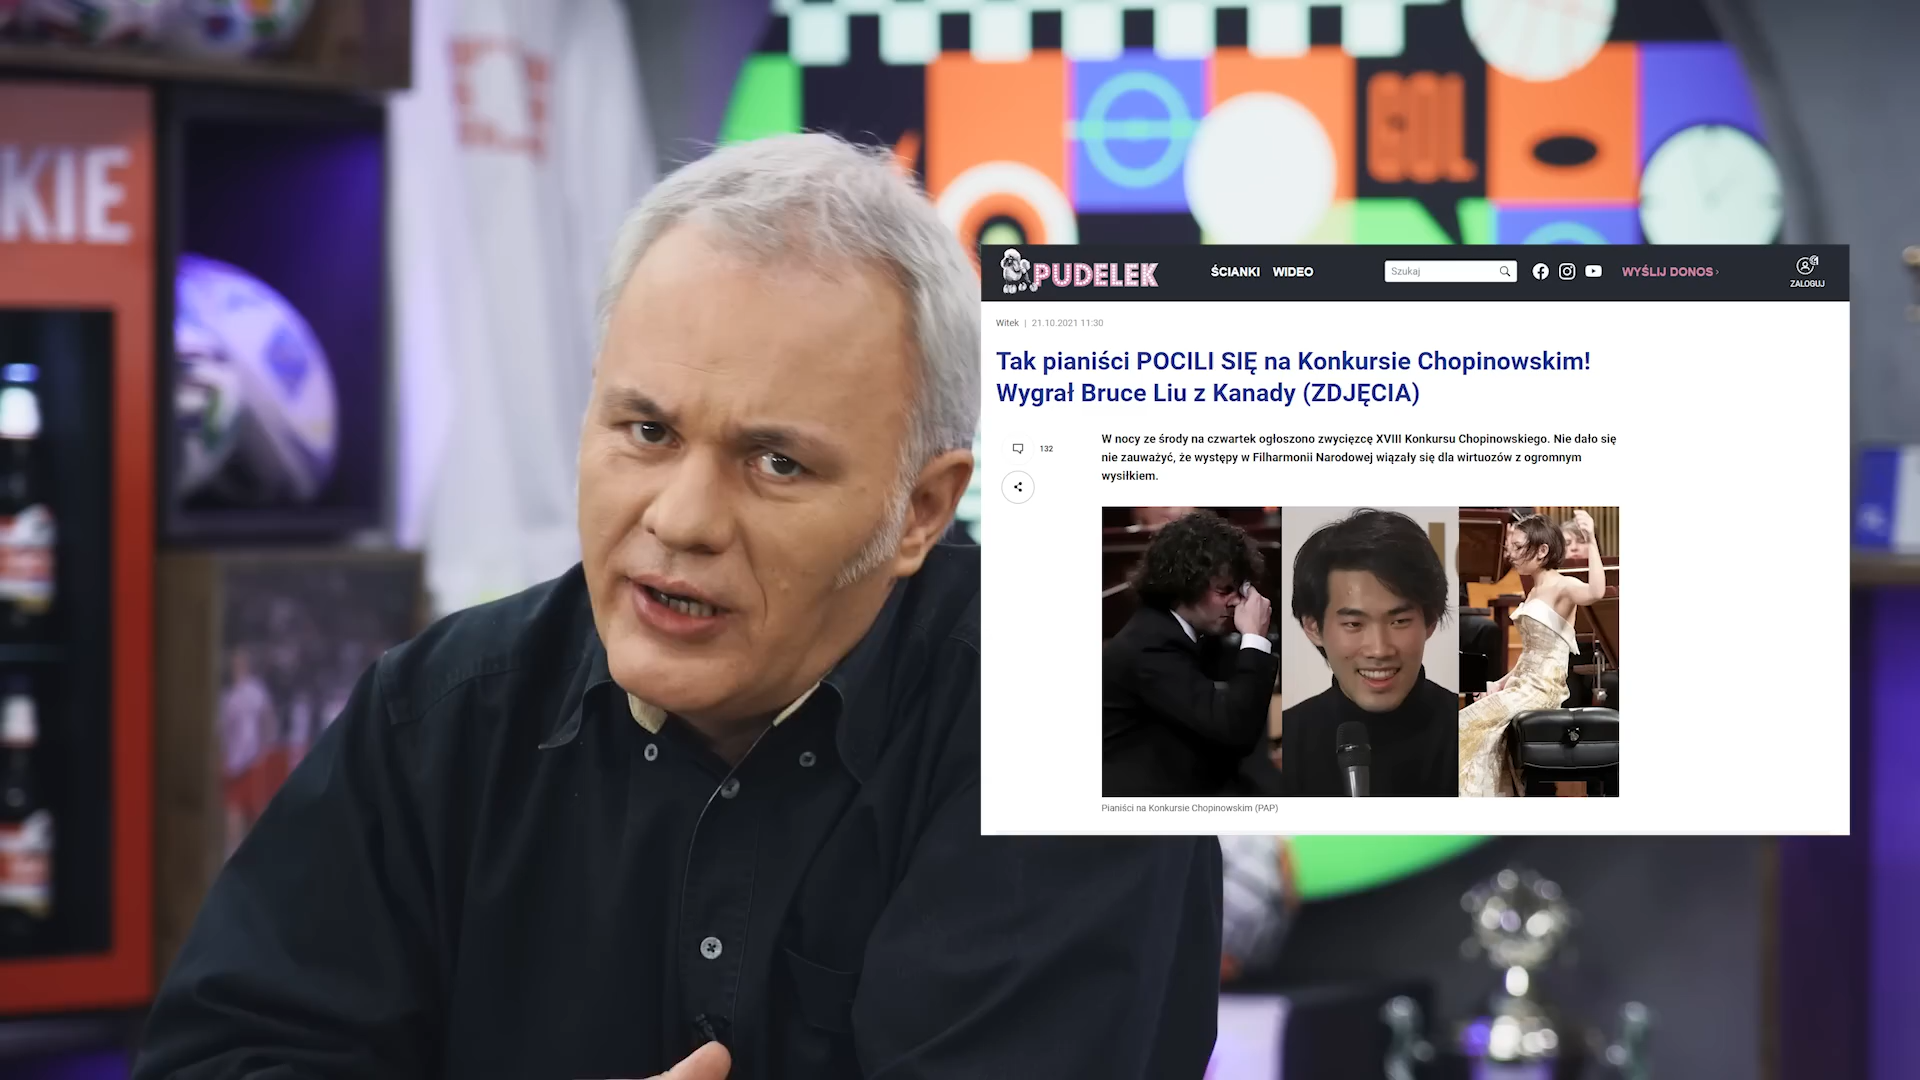 KIE
GOL
PUDELEK
ŚCIANKI WIDEO
Szukaj
WYŚLIJ DONOS ›
ZALOGUJ
Witek | 21.10.2021 11:30
Tak pianiści POCILI SIĘ na Konkursie Chopinowskim!
Wygrał Bruce Liu z Kanady (ZDJĘCIA)
132
W nocy ze środy na czwartek ogłoszono zwycięzcę XVIII Konkursu Chopinowskiego. Nie dało się
nie zauważyć, że występy w Filharmonii Narodowej wiązały się dla wirtuozów z ogromnym
wysiłkiem.
Pianiści na Konkursie Chopinowskim (PAP)